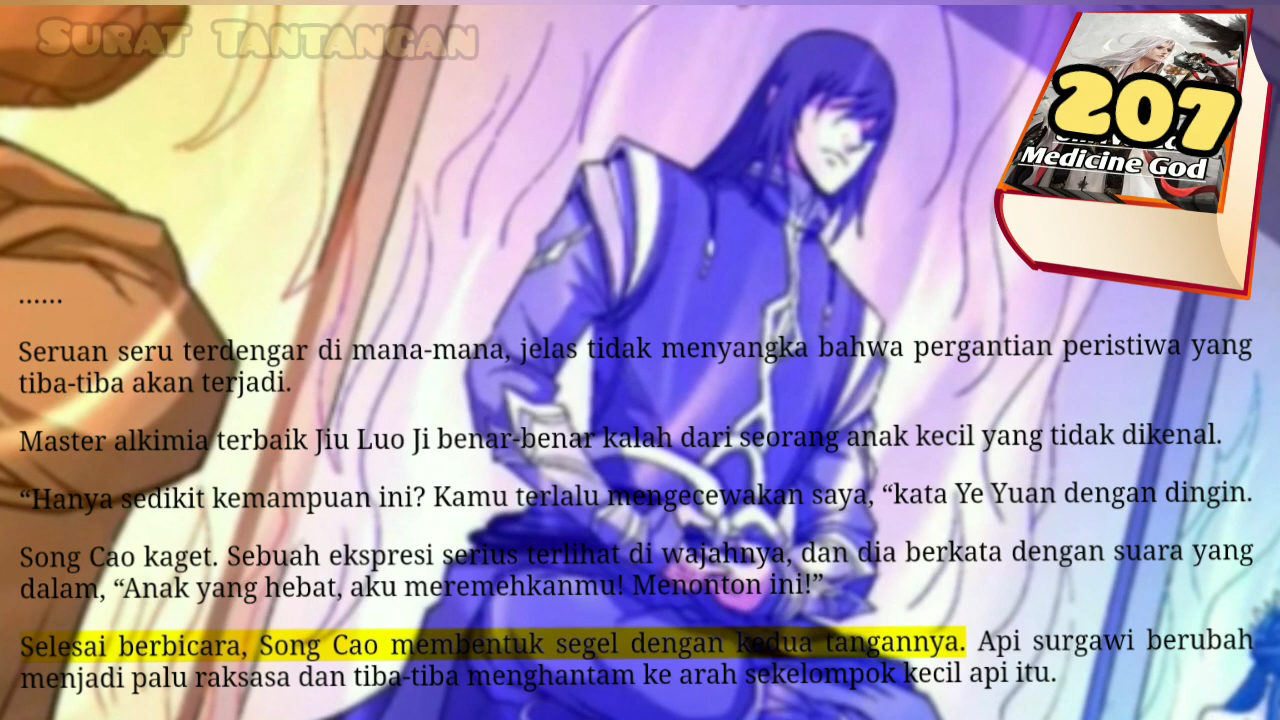 Surat Tantangan
207
Medicine God
......
Seruan seru terdengar di mana-mana, jelas tidak menyangka bahwa pergantian peristiwa yang
tiba-tiba akan terjadi.
Master alkimia terbaik Jiu Luo Ji benar-benar kalah dari seorang anak kecil yang tidak dikenal.
“Hanya sedikit kemampuan ini? Kamu terlalu mengecewakan saya, “kata Ye Yuan dengan dingin.
Song Cao kaget. Sebuah ekspresi serius terlihat di wajahnya, dan dia berkata dengan suara yang
dalam, “Anak yang hebat, aku meremehkanmu! Menonton ini!”
Selesai berbicara, Song Cao membentuk segel dengan kedua tangannya. Api surgawi berubah
menjadi palu raksasa dan tiba-tiba menghantam ke arah sekelompok kecil api itu.